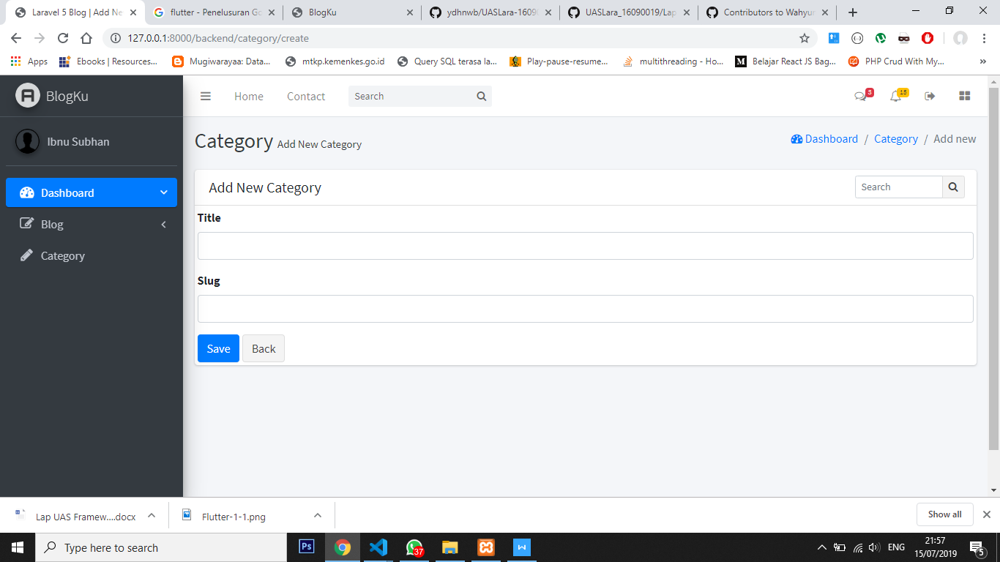 Laravel 5 Blog | Add Ne
flutter - Penelusuran Go
BlogKu
ydhnwb/UASLara-1609
UASLara_16090019/Lap
Contributors to Wahyu
127.0.0.1:8000/backend/category/create
Apps
Ebooks | Resources...
Mugiwarayaa: Data...
mtkp.kemenkes.go.id
Query SQL terasa la...
Play-pause-resume...
multithreading - Ho...
Belajar React JS Bag...
PHP Crud With My...
»
A BlogKu
Home
Contact
Search
3
15
Ibnu Subhan
Category Add New Category
Dashboard / Category / Add new
Dashboard
Blog
Category
Add New Category
Search
Title
Slug
Save
Back
Lap UAS Framew....docx
Flutter-1-1.png
Show all
Type here to search
Ps
37
W
ENG
21:57
15/07/2019
5